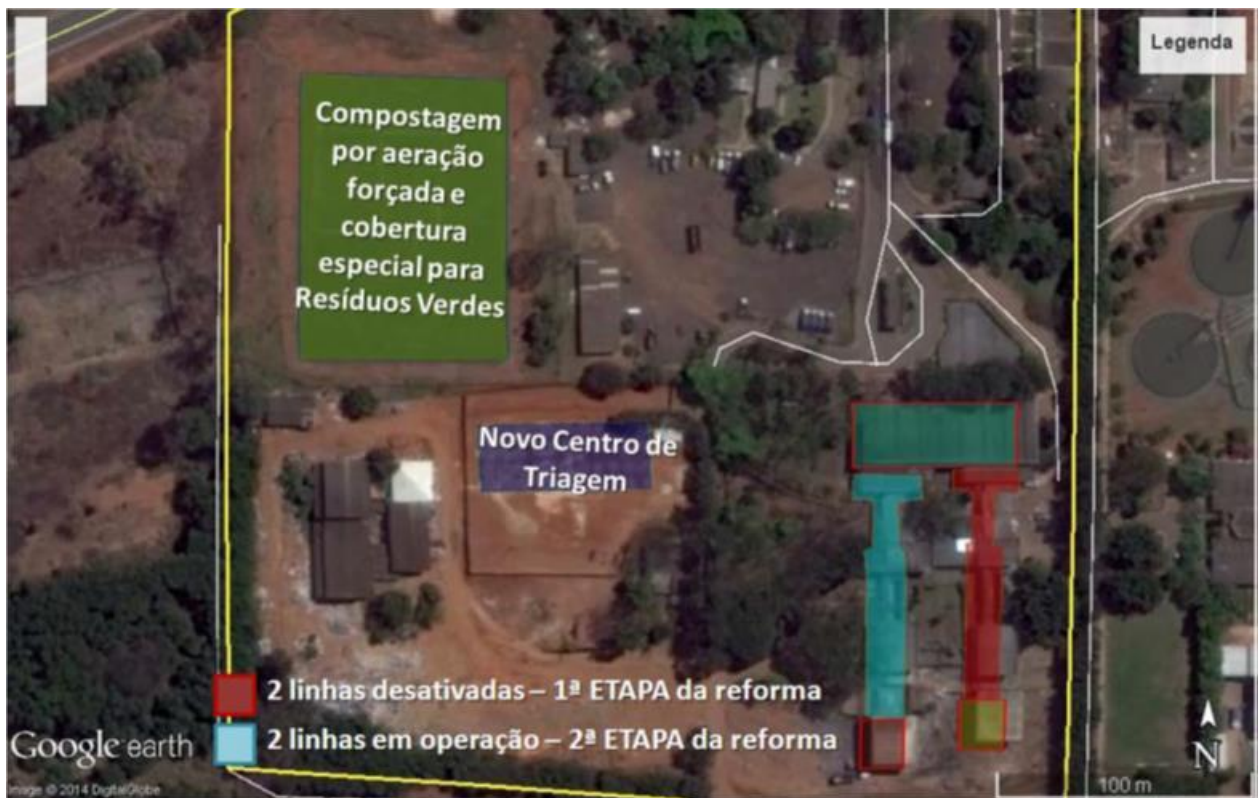 Legenda
Compostagem
por aeração
forçada e
cobertura
especial para
Resíduos Verdes
Novo Centro de
Triagem
2 linhas desativadas – 1ª ETAPA da reforma
2 linhas em operação – 2ª ETAPA da reforma
Google earth
Image © 2014 DigitalGlobe
N
100 m